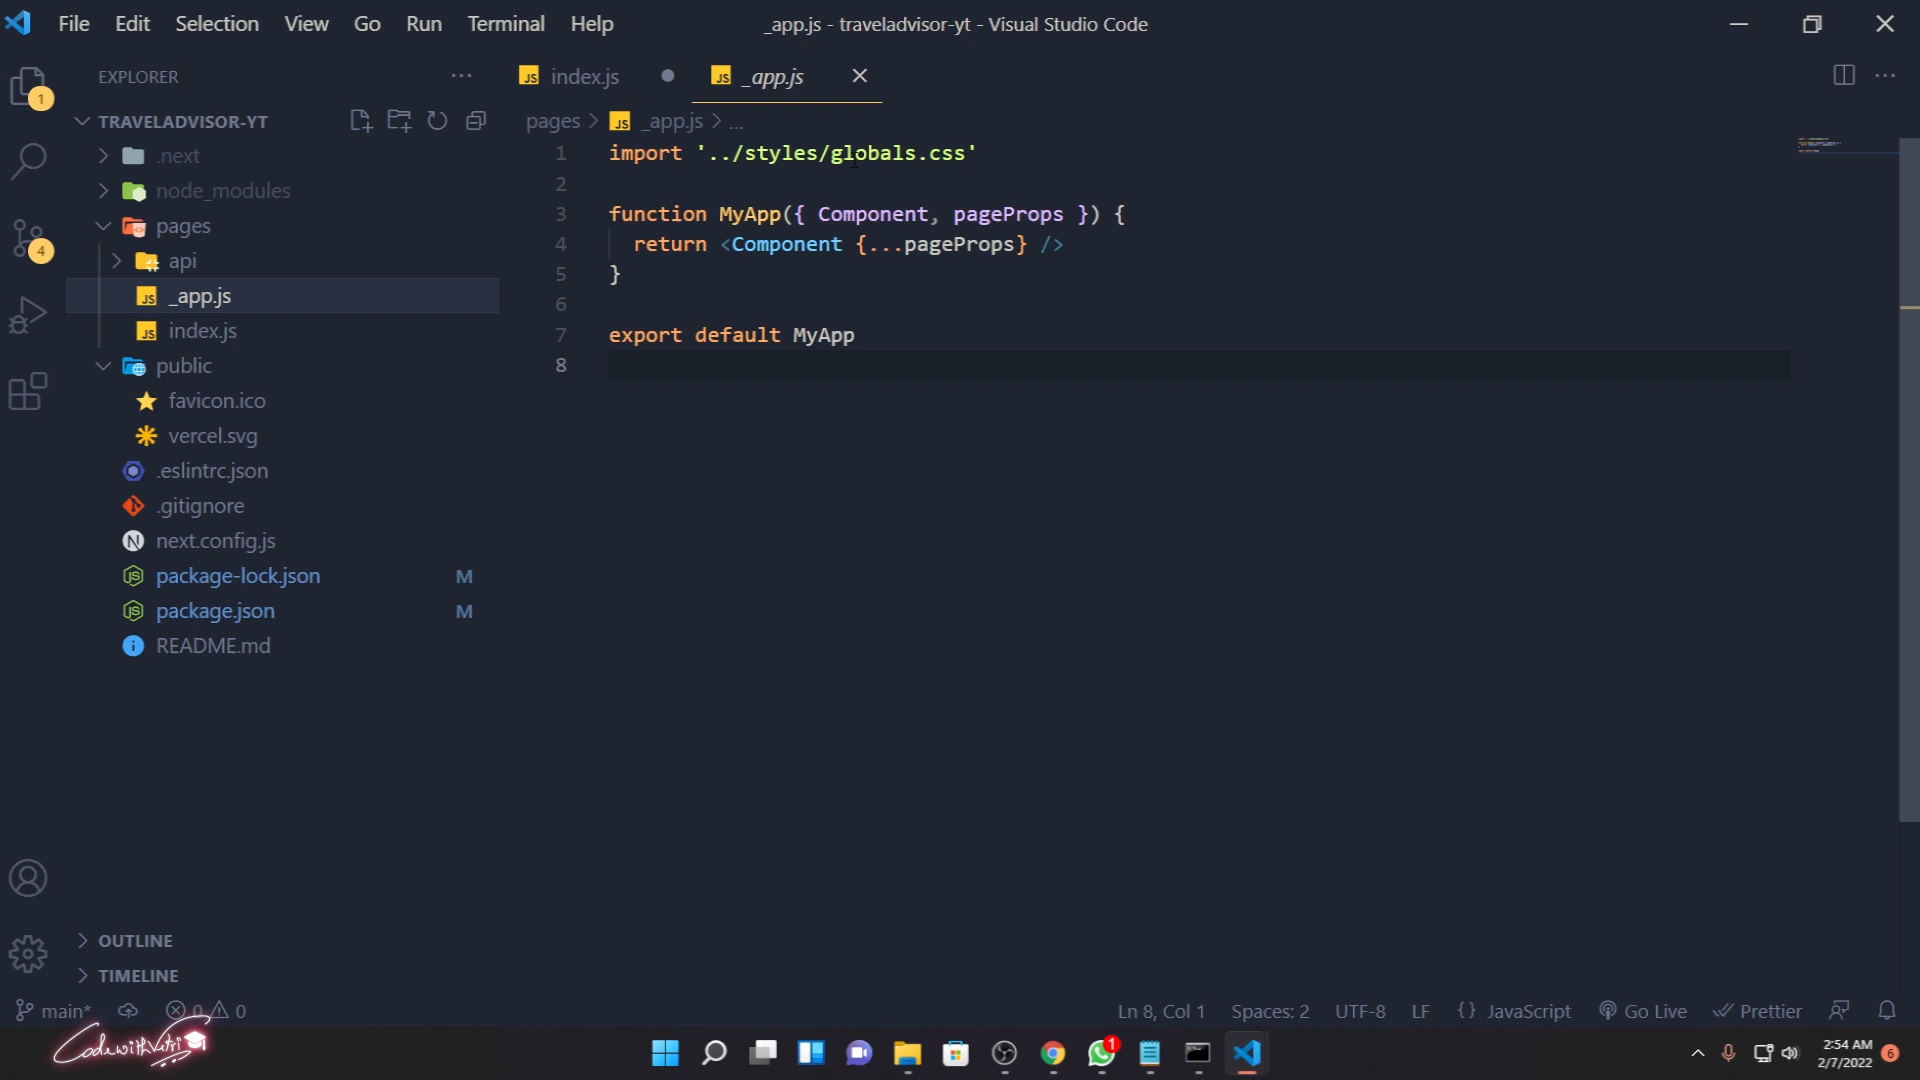 File Edit Selection View Go Run Terminal Help
_app.js - traveladvisor-yt - Visual Studio Code
EXPLORER
TRAVELADVISOR-YT
.next
node_modules
pages
api
_app.js
index.js
public
favicon.ico
vercel.svg
.eslintrc.json
.gitignore
next.config.js
package-lock.json M
package.json M
README.md
OUTLINE
TIMELINE
1
4
index.js _app.js
pages > _app.js > ...
1 import '../styles/globals.css'
2
3 function MyApp({ Component, pageProps }) {
4 return <Component {...pageProps} />
5 }
6
7 export default MyApp
8
main* 0 0
Ln 8, Col 1 Spaces: 2 UTF-8 LF {} JavaScript Go Live Prettier
1
2:54 AM
2/7/2022
6